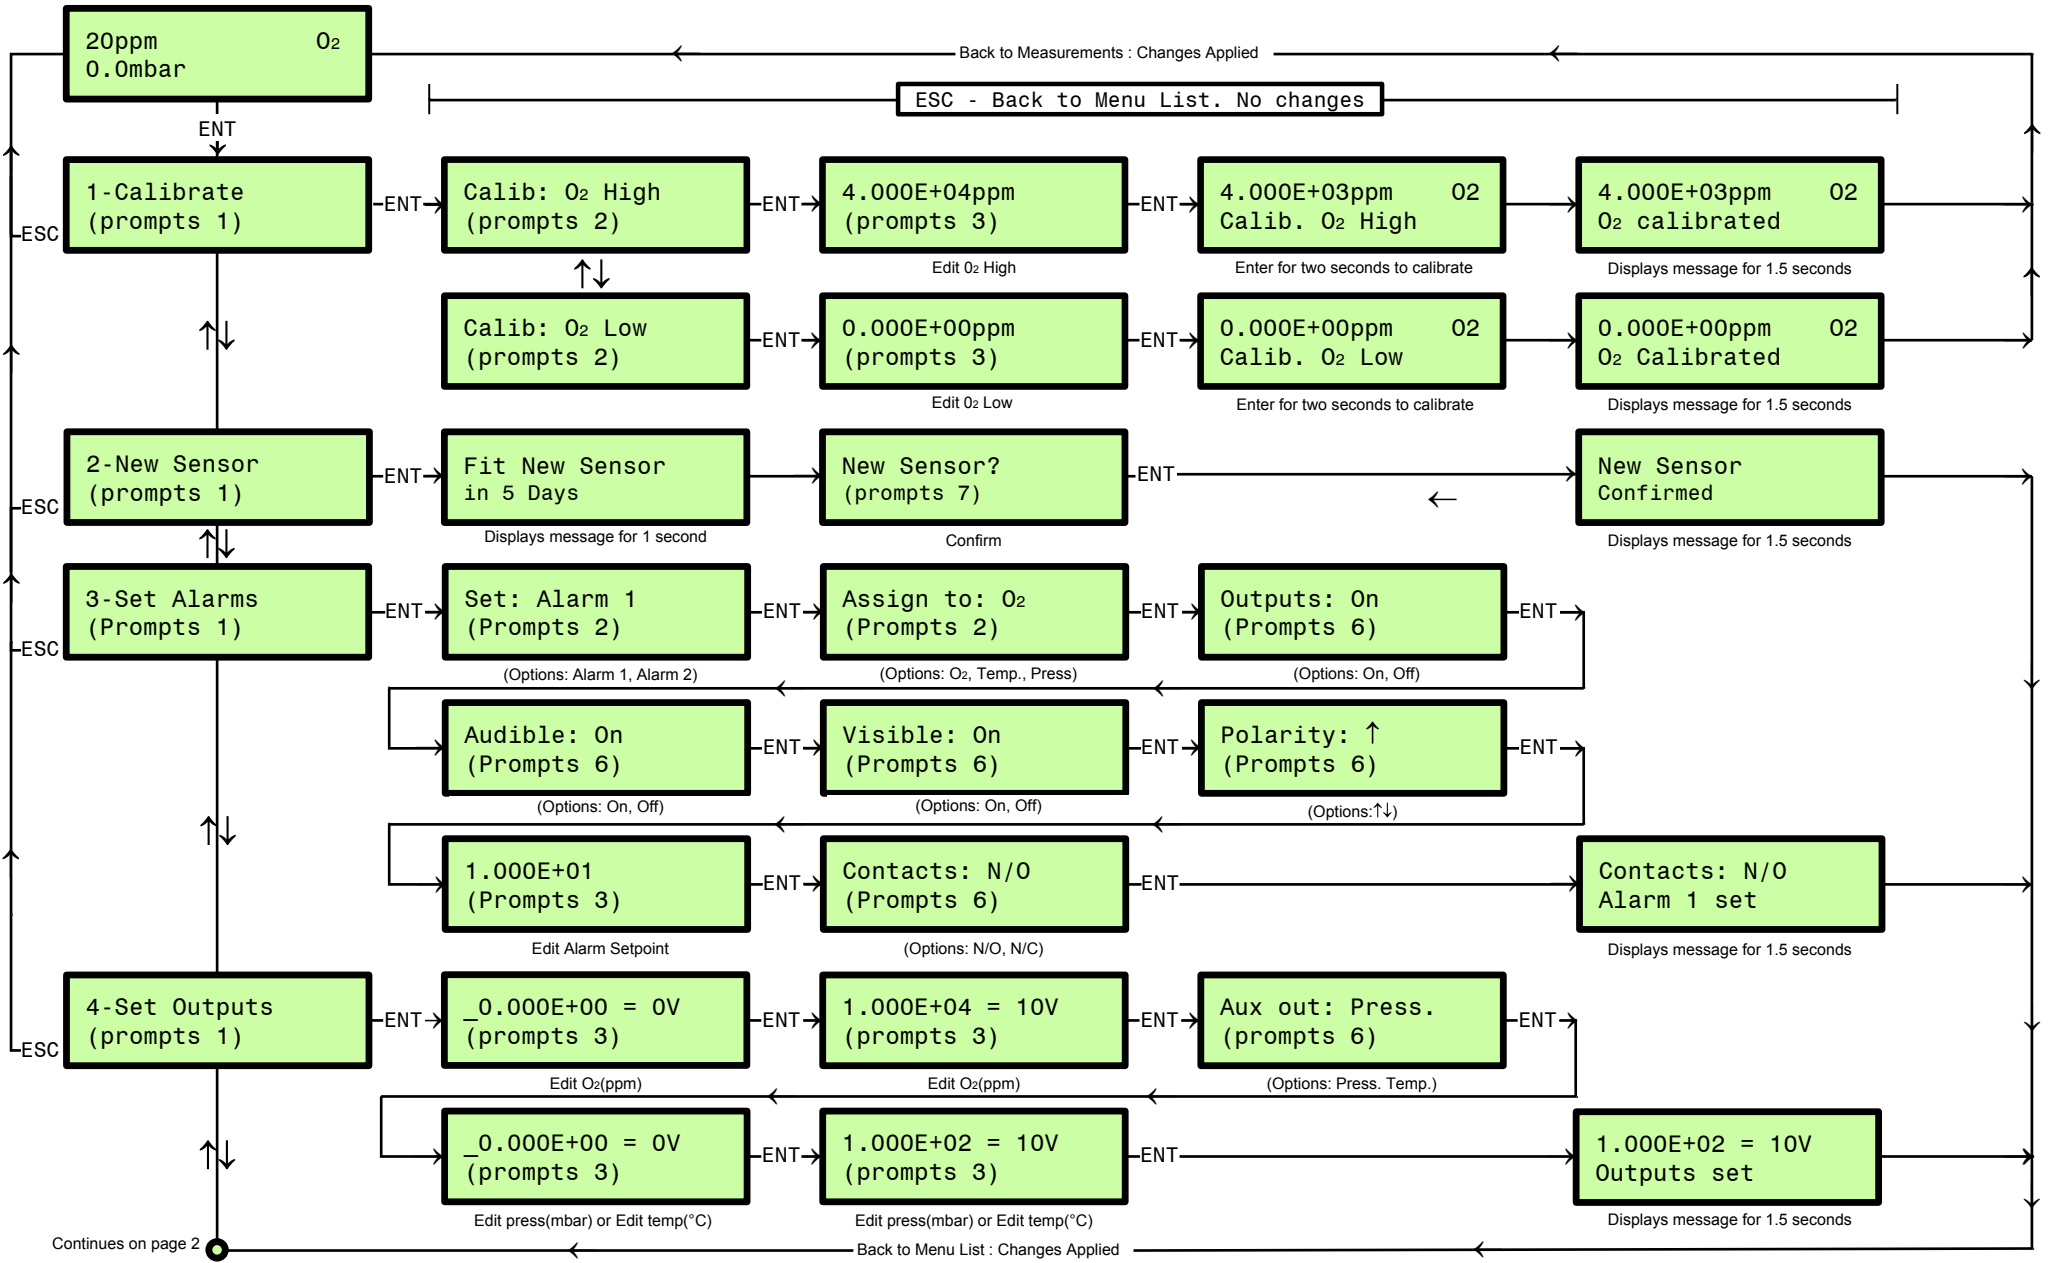 20ppm O₂
0.0mbar
Back to Measurements : Changes Applied
ESC - Back to Menu List. No changes
ENT
1-Calibrate
(prompts 1)
ENT
Calib: O₂ High
(prompts 2)
ENT
4.000E+04ppm
(prompts 3)
ENT
4.000E+03ppm O2
Calib. O₂ High
4.000E+03ppm O2
O₂ calibrated
ESC
Edit 0₂ High
Enter for two seconds to calibrate
Displays message for 1.5 seconds
↑↓
Calib: O₂ Low
(prompts 2)
ENT
0.000E+00ppm
(prompts 3)
ENT
0.000E+00ppm O2
Calib. O₂ Low
0.000E+00ppm O2
O₂ Calibrated
↑↓
Edit 0₂ Low
Enter for two seconds to calibrate
Displays message for 1.5 seconds
2-New Sensor
(prompts 1)
ENT
Fit New Sensor
in 5 Days
New Sensor?
(prompts 7)
ENT
←
New Sensor
Confirmed
ESC
Displays message for 1 second
Confirm
Displays message for 1.5 seconds
↑↓
3-Set Alarms
(Prompts 1)
ENT
Set: Alarm 1
(Prompts 2)
ENT
Assign to: O₂
(Prompts 2)
ENT
Outputs: On
(Prompts 6)
ENT
ESC
(Options: Alarm 1, Alarm 2)
(Options: O₂, Temp., Press)
(Options: On, Off)
Audible: On
(Prompts 6)
ENT
Visible: On
(Prompts 6)
ENT
Polarity: ↑
(Prompts 6)
ENT
(Options: On, Off)
(Options: On, Off)
(Options:↑↓)
↑↓
1.000E+01
(Prompts 3)
ENT
Contacts: N/O
(Prompts 6)
ENT
Contacts: N/O
Alarm 1 set
Edit Alarm Setpoint
(Options: N/O, N/C)
Displays message for 1.5 seconds
4-Set Outputs
(prompts 1)
ENT
_0.000E+00 = 0V
(prompts 3)
ENT
1.000E+04 = 10V
(prompts 3)
ENT
Aux out: Press.
(prompts 6)
ENT
ESC
Edit O₂(ppm)
Edit O₂(ppm)
(Options: Press. Temp.)
↑↓
_0.000E+00 = 0V
(prompts 3)
ENT
1.000E+02 = 10V
(prompts 3)
ENT
1.000E+02 = 10V
Outputs set
Edit press(mbar) or Edit temp(°C)
Edit press(mbar) or Edit temp(°C)
Displays message for 1.5 seconds
Continues on page 2
Back to Menu List : Changes Applied